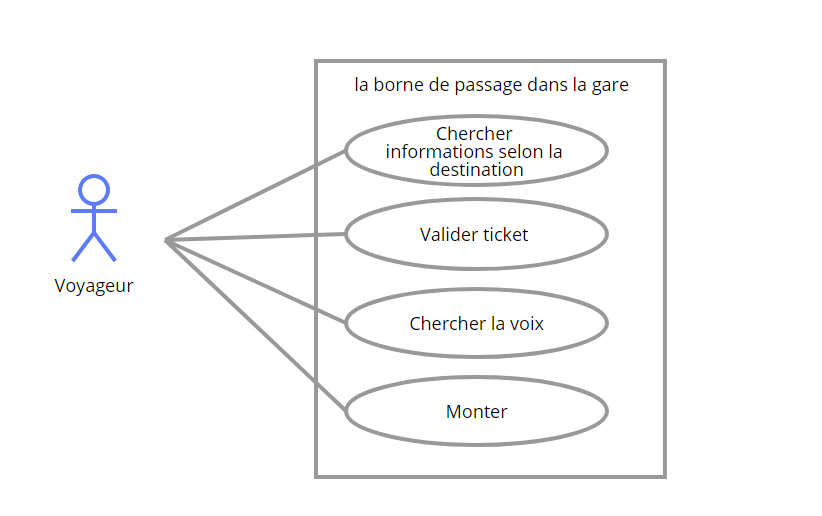 la borne de passage dans la gare
Chercher
informations selon la
destination
Valider ticket
Chercher la voix
Monter
Voyageur